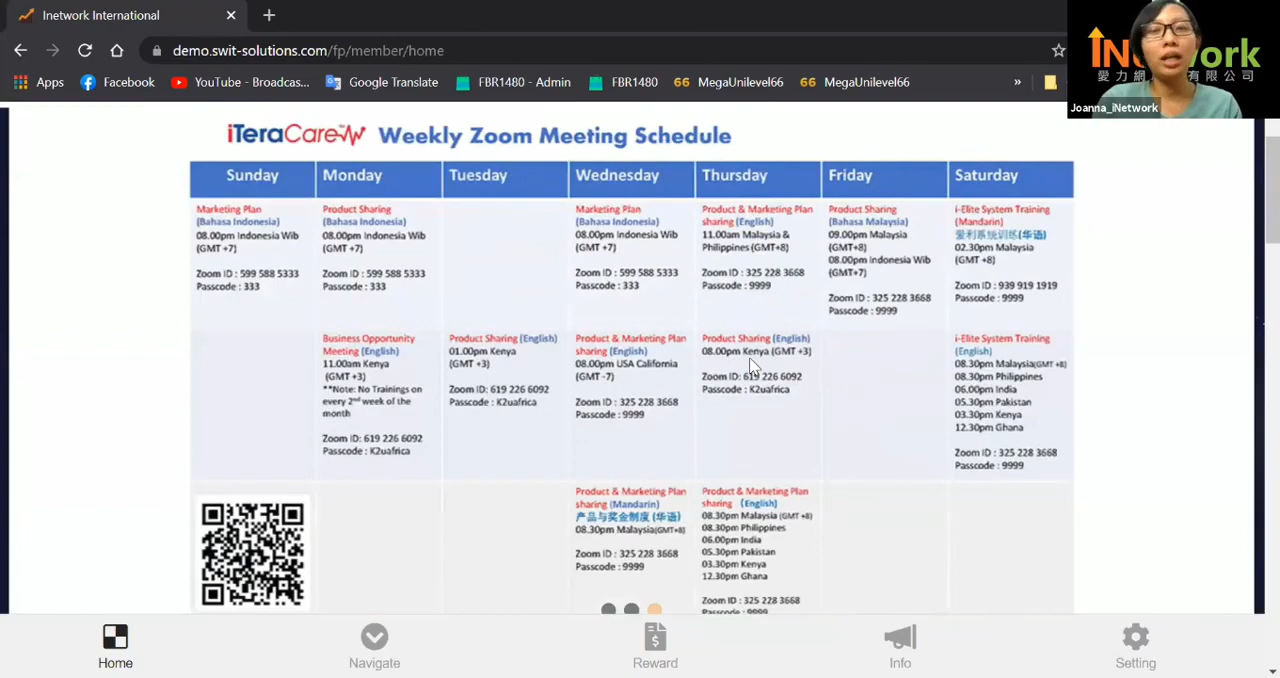 Inetwork International
demo.swit-solutions.com/fp/member/home
Apps
Facebook
YouTube - Broadcas...
Google Translate
FBR1480 - Admin
FBR1480
MegaUnilevel66
MegaUnilevel66
»
Joanna_iNetwork
iTeraCare Weekly Zoom Meeting Schedule
Sunday Monday Tuesday Wednesday Thursday Friday Saturday
Marketing Plan
(Bahasa Indonesia)
08.00pm Indonesia Wib
(GMT +7)
Zoom ID : 599 588 5333
Passcode : 333
Product Sharing
(Bahasa Indonesia)
08.00pm Indonesia Wib
(GMT +7)
Zoom ID : 599 588 5333
Passcode : 333
Marketing Plan
(Bahasa Indonesia)
08.00pm Indonesia Wib
(GMT +7)
Zoom ID : 599 588 5333
Passcode : 333
Product & Marketing Plan
sharing (English)
11.00am Malaysia &
Philippines (GMT+8)
Zoom ID : 325 228 3668
Passcode : 9999
Product Sharing
(Bahasa Malaysia)
09.00pm Malaysia
(GMT+8)
08.00pm Indonesia Wib
(GMT+7)
Zoom ID : 325 228 3668
Passcode : 9999
i-Elite System Training
(Mandarin)
爱利系统训练(华语)
02.30pm Malaysia
(GMT +8)
Zoom ID : 939 919 1919
Passcode : 9999
Business Opportunity
Meeting (English)
11.00am Kenya
(GMT +3)
**Note: No Trainings on
every 2nd week of the
month
Zoom ID: 619 226 6092
Passcode : K2uafrica
Product Sharing (English)
01.00pm Kenya
(GMT +3)
Zoom ID: 619 226 6092
Passcode : K2uafrica
Product & Marketing Plan
sharing (English)
08.00pm USA California
(GMT -7)
Zoom ID : 325 228 3668
Passcode : 9999
Product Sharing (English)
08.00pm Kenya (GMT +3)
Zoom ID: 619 226 6092
Passcode : K2uafrica
i-Elite System Training
(English)
08.30pm Malaysia(GMT +8)
08.30pm Philippines
06.00pm India
05.30pm Pakistan
03.30pm Kenya
12.30pm Ghana
Zoom ID : 325 228 3668
Passcode : 9999
Product & Marketing Plan
sharing (Mandarin)
产品与奖金制度 (华语)
08.30pm Malaysia(GMT+8)
Zoom ID : 325 228 3668
Passcode : 9999
Product & Marketing Plan
sharing (English)
08.30pm Malaysia (GMT +8)
08.30pm Philippines
06.00pm India
05.30pm Pakistan
03.30pm Kenya
12.30pm Ghana
Zoom ID : 325 228 3668
Passcode : 9999
Home
Navigate
Reward
Info
Setting